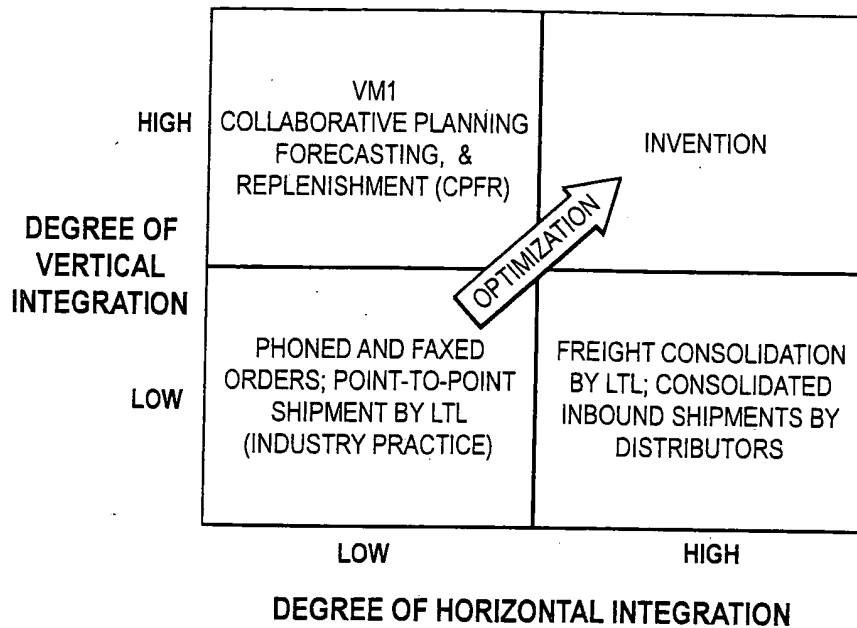 VM1
COLLABORATIVE PLANNING
FORECASTING, &
REPLENISHMENT (CPFR)
INVENTION
HIGH
OPTIMIZATION
DEGREE OF
VERTICAL
INTEGRATION
PHONED AND FAXED
ORDERS; POINT-TO-POINT
SHIPMENT BY LTL
(INDUSTRY PRACTICE)
FREIGHT CONSOLIDATION
BY LTL; CONSOLIDATED
INBOUND SHIPMENTS BY
DISTRIBUTORS
LOW
LOW
HIGH
DEGREE OF HORIZONTAL INTEGRATION